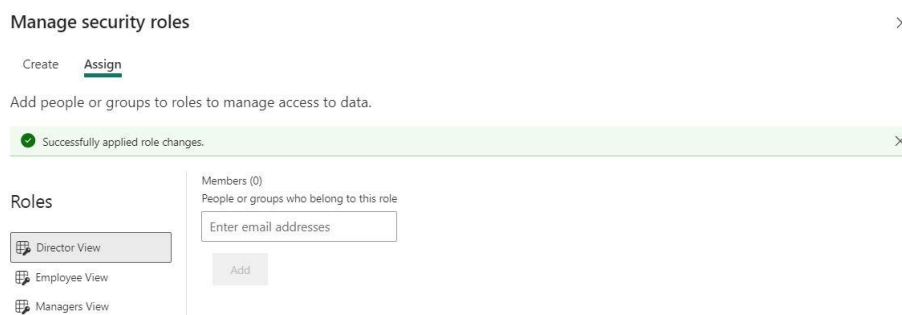 Manage security roles
Create Assign
Add people or groups to roles to manage access to data.
Successfully applied role changes.
Roles
Director View
Employee View
Managers View
Members (0)
People or groups who belong to this role
Enter email addresses
Add